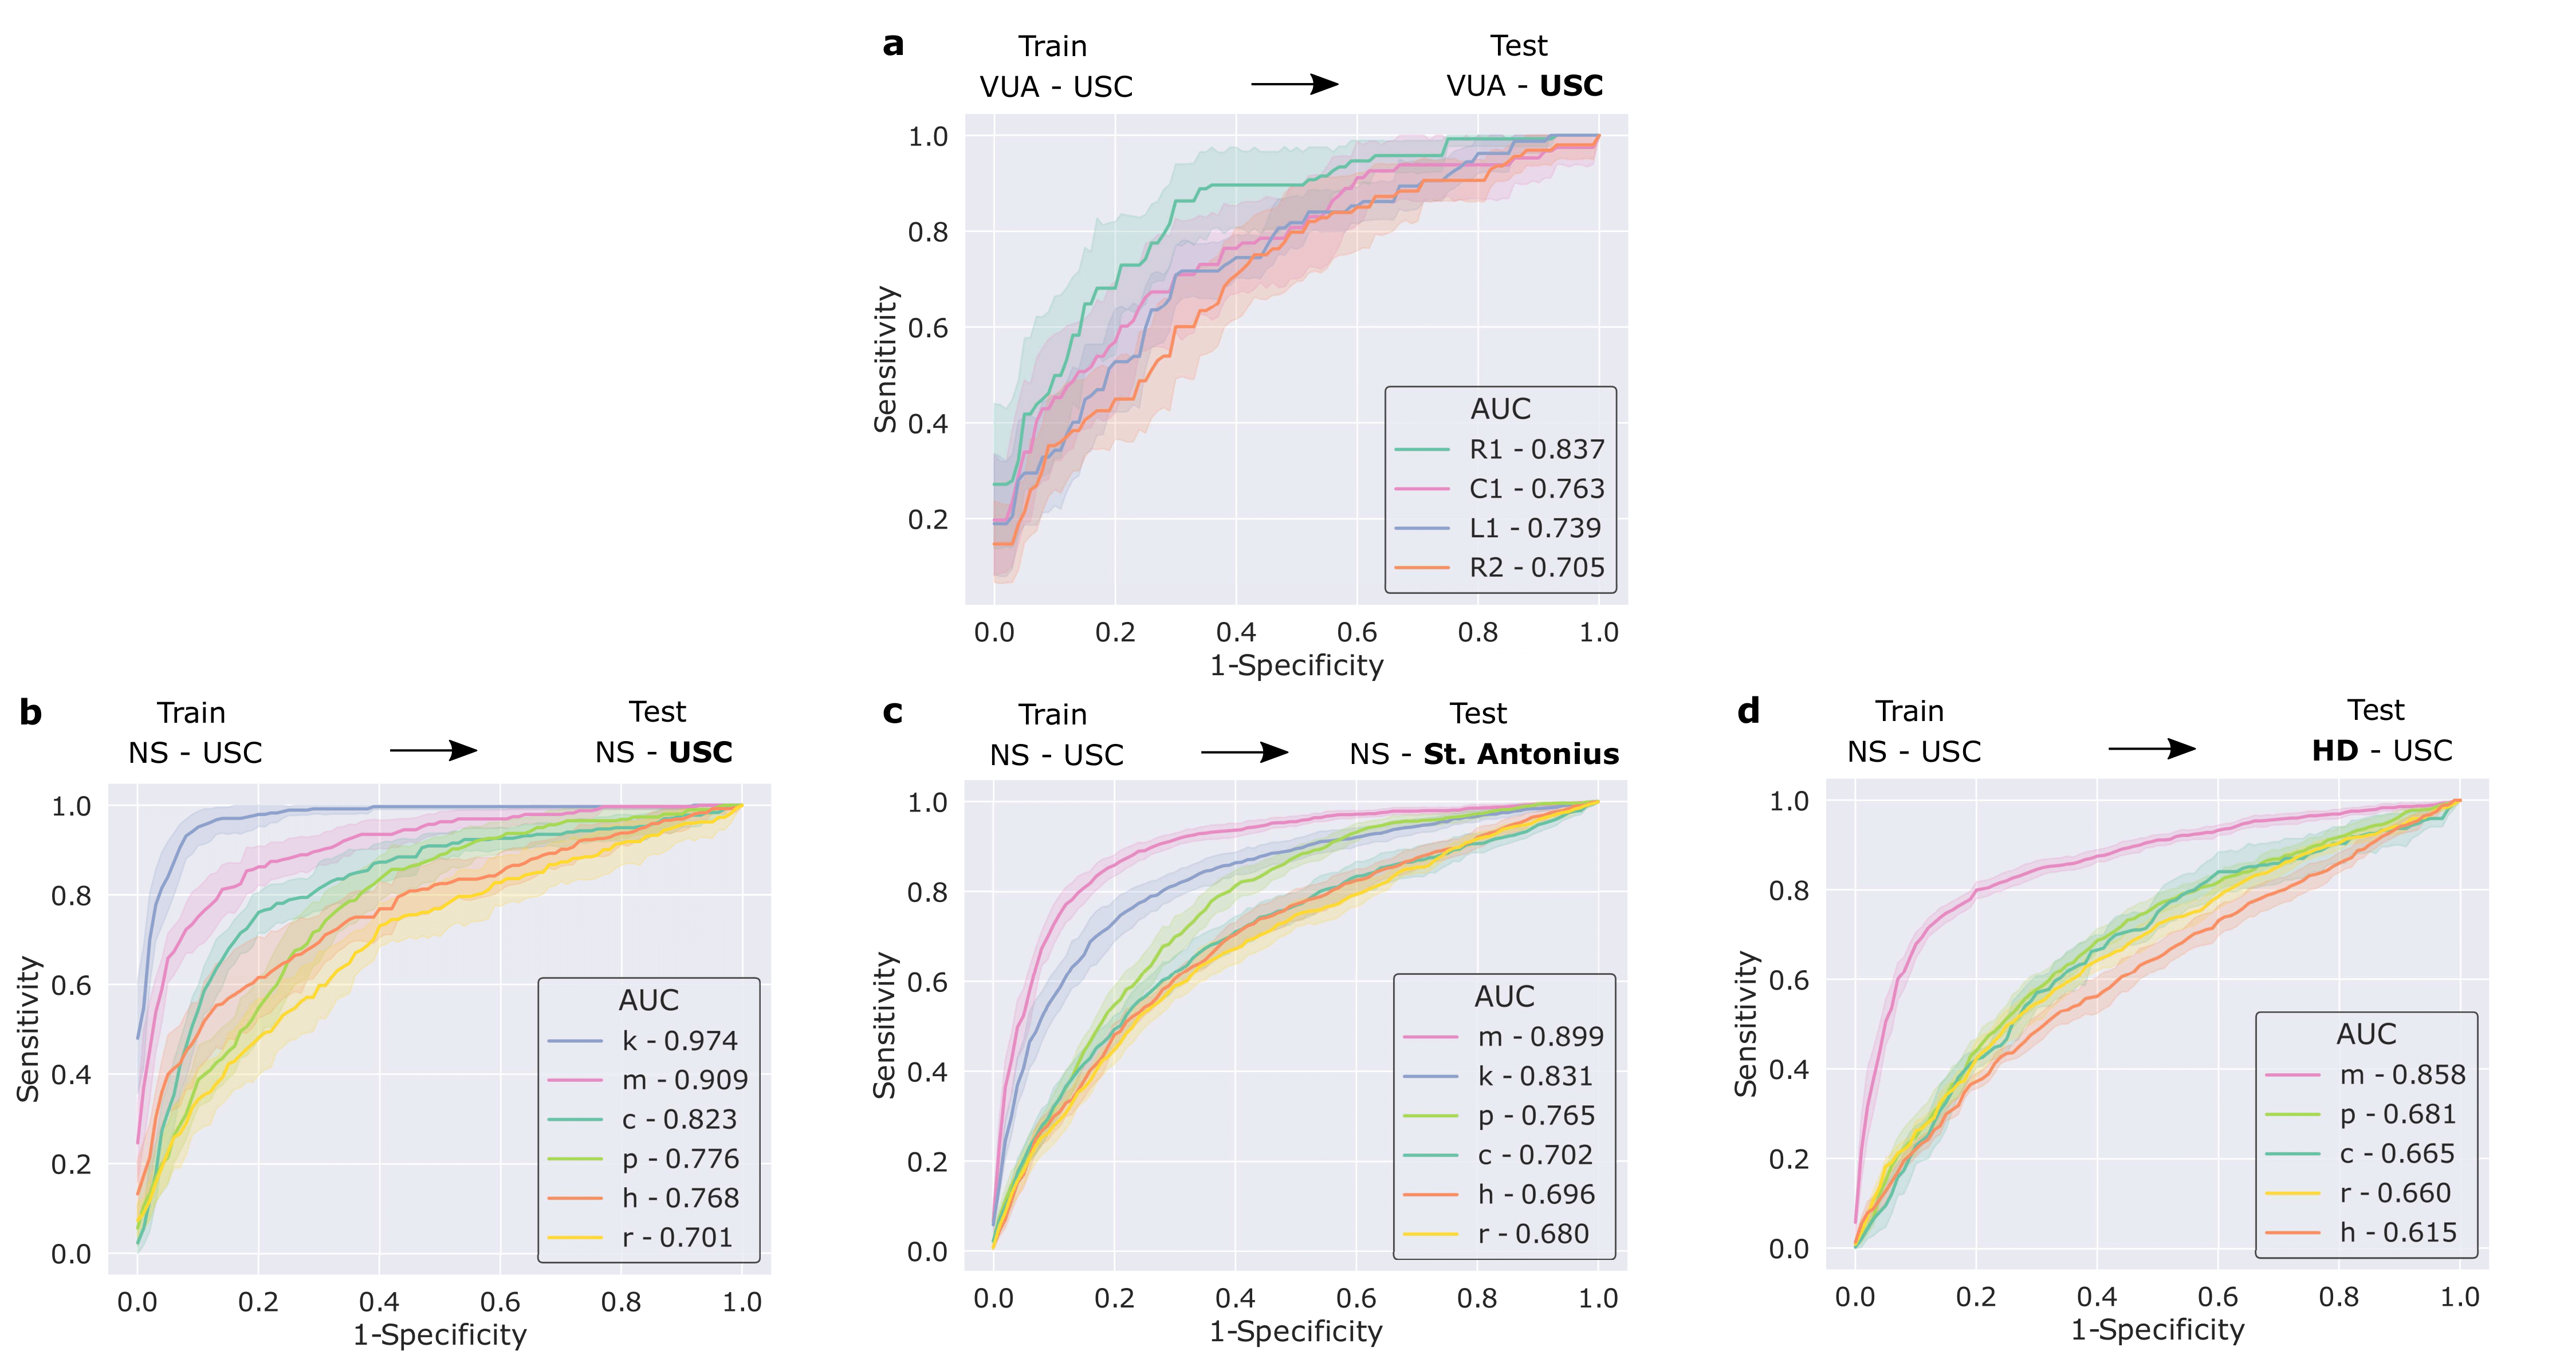 a
Train
Test
VUA - USC
VUA - USC
1.0
0.8
0.6
0.4
0.2
Sensitivity
AUC
R1 - 0.837
C1 - 0.763
L1 - 0.739
R2 - 0.705
0.0 0.2 0.4 0.6 0.8 1.0
1-Specificity
b
Train
Test
NS - USC
NS - USC
1.0
0.8
0.6
0.4
0.2
0.0
Sensitivity
AUC
k - 0.974
m - 0.909
c - 0.823
p - 0.776
h - 0.768
r - 0.701
0.0 0.2 0.4 0.6 0.8 1.0
1-Specificity
c
Train
Test
NS - USC
NS - St. Antonius
1.0
0.8
0.6
0.4
0.2
0.0
Sensitivity
AUC
m - 0.899
k - 0.831
p - 0.765
c - 0.702
h - 0.696
r - 0.680
0.0 0.2 0.4 0.6 0.8 1.0
1-Specificity
d
Train
Test
NS - USC
HD - USC
1.0
0.8
0.6
0.4
0.2
0.0
Sensitivity
AUC
m - 0.858
p - 0.681
c - 0.665
r - 0.660
h - 0.615
0.0 0.2 0.4 0.6 0.8 1.0
1-Specificity